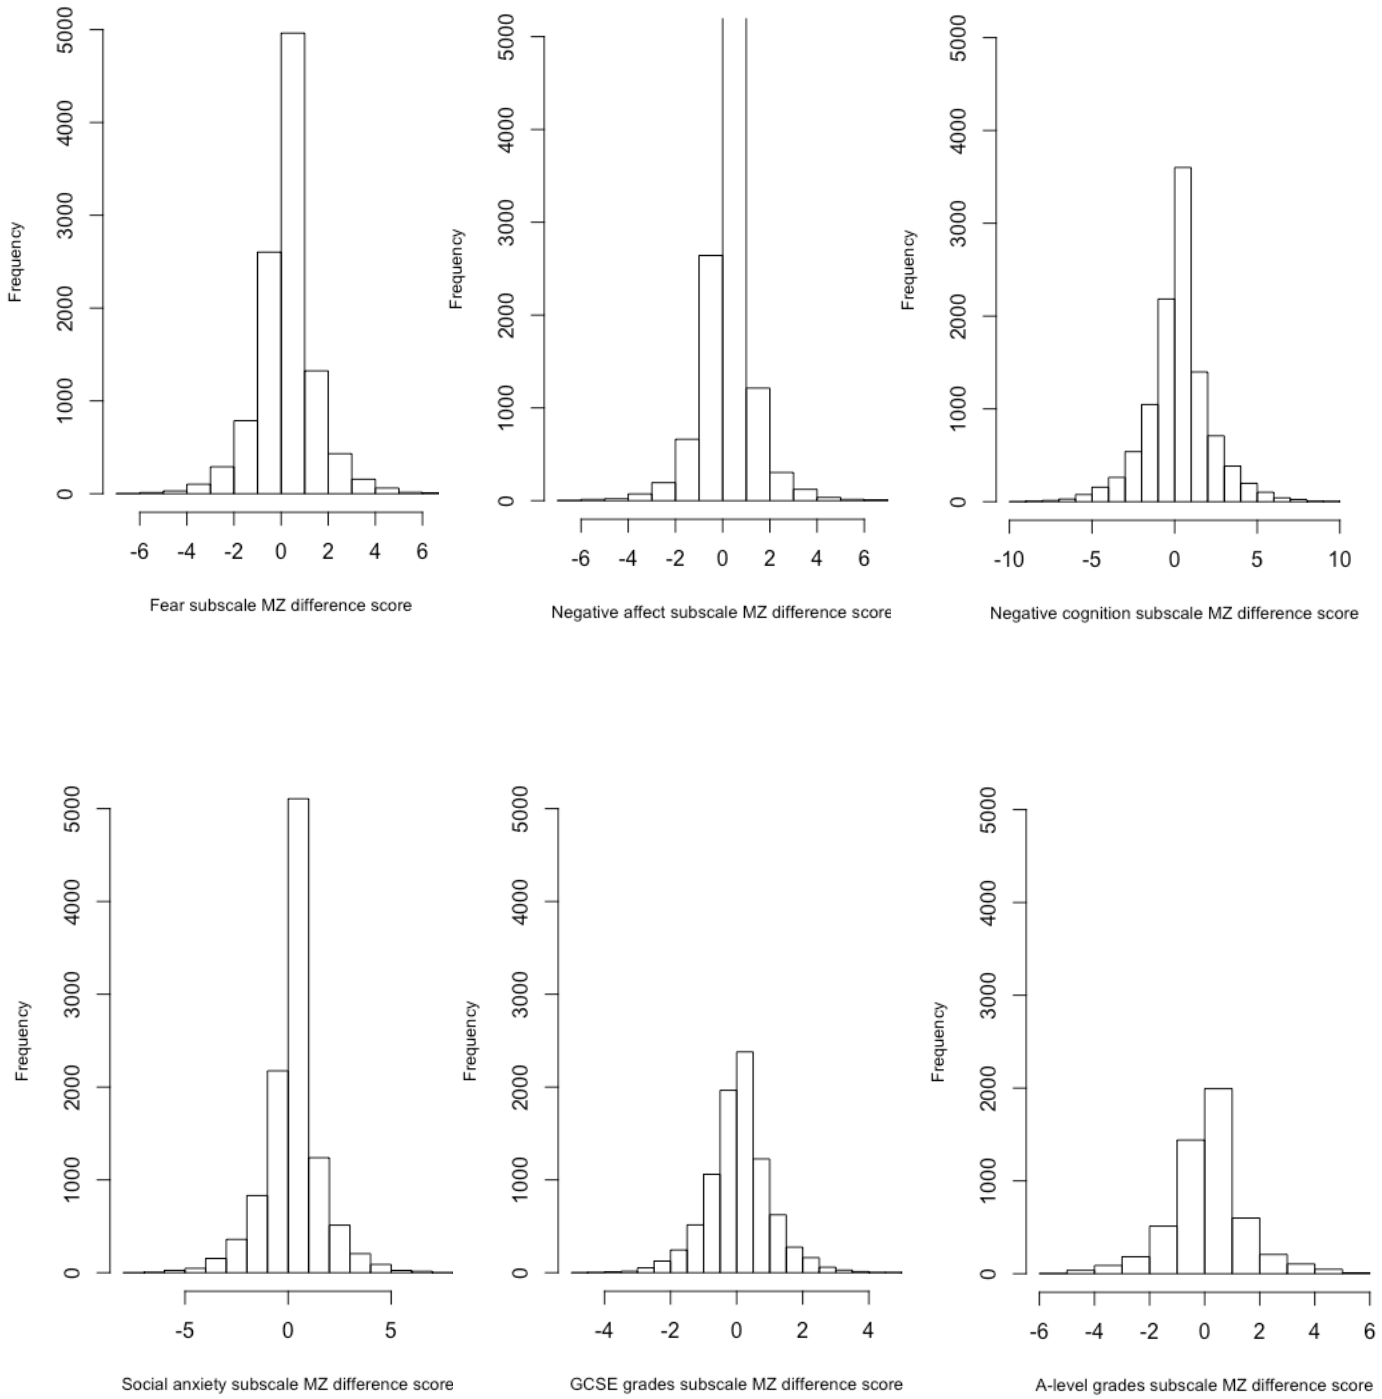 5000
4000
3000
2000
1000
0
Frequency
-6 -4 -2 0 2 4 6
Fear subscale MZ difference score
5000
4000
3000
2000
1000
0
Frequency
-6 -4 -2 0 2 4 6
Negative affect subscale MZ difference score
5000
4000
3000
2000
1000
0
Frequency
-10 -5 0 5 10
Negative cognition subscale MZ difference score
5000
4000
3000
2000
1000
0
Frequency
-5 0 5
Social anxiety subscale MZ difference score
5000
4000
3000
2000
1000
0
Frequency
-4 -2 0 2 4
GCSE grades subscale MZ difference score
5000
4000
3000
2000
1000
0
Frequency
-6 -4 -2 0 2 4 6
A-level grades subscale MZ difference score